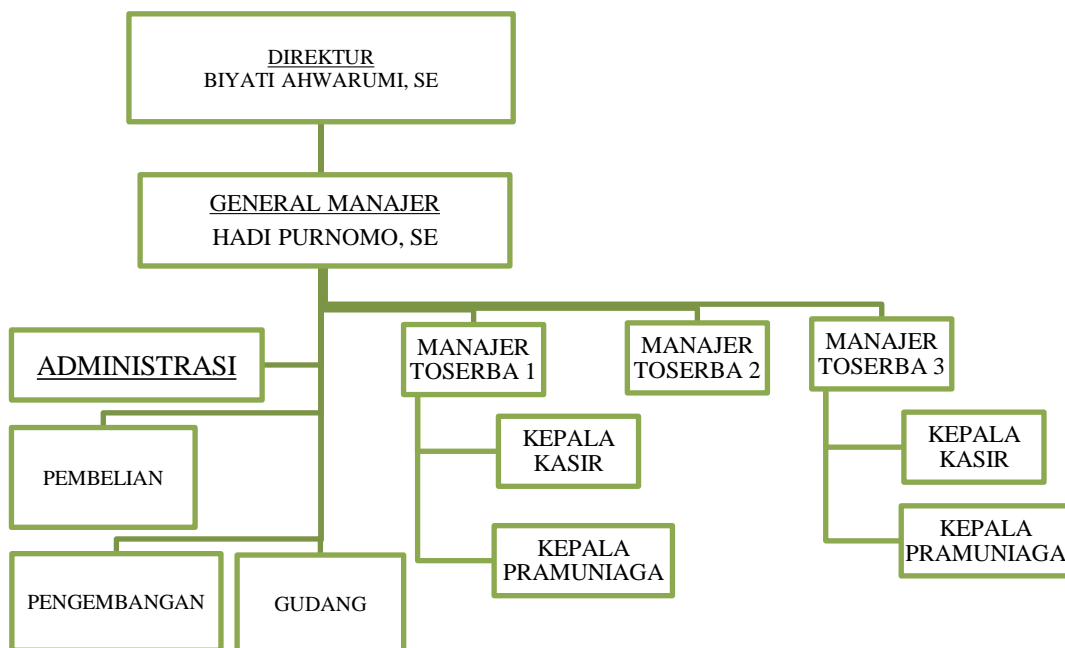 DIREKTUR
BIYATI AHWARUMI, SE
GENERAL MANAJER
HADI PURNOMO, SE
ADMINISTRASI
PEMBELIAN
PENGEMBANGAN
GUDANG
MANAJER
TOSERBA 1
KEPALA
KASIR
KEPALA
PRAMUNIAGA
MANAJER
TOSERBA 2
MANAJER
TOSERBA 3
KEPALA
KASIR
KEPALA
PRAMUNIAGA